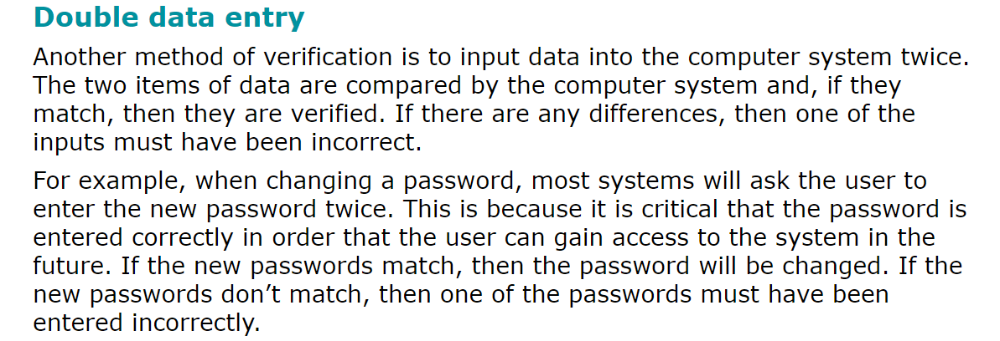 Double data entry
Another method of verification is to input data into the computer system twice.
The two items of data are compared by the computer system and, if they
match, then they are verified. If there are any differences, then one of the
inputs must have been incorrect.
For example, when changing a password, most systems will ask the user to
enter the new password twice. This is because it is critical that the password is
entered correctly in order that the user can gain access to the system in the
future. If the new passwords match, then the password will be changed. If the
new passwords don’t match, then one of the passwords must have been
entered incorrectly.